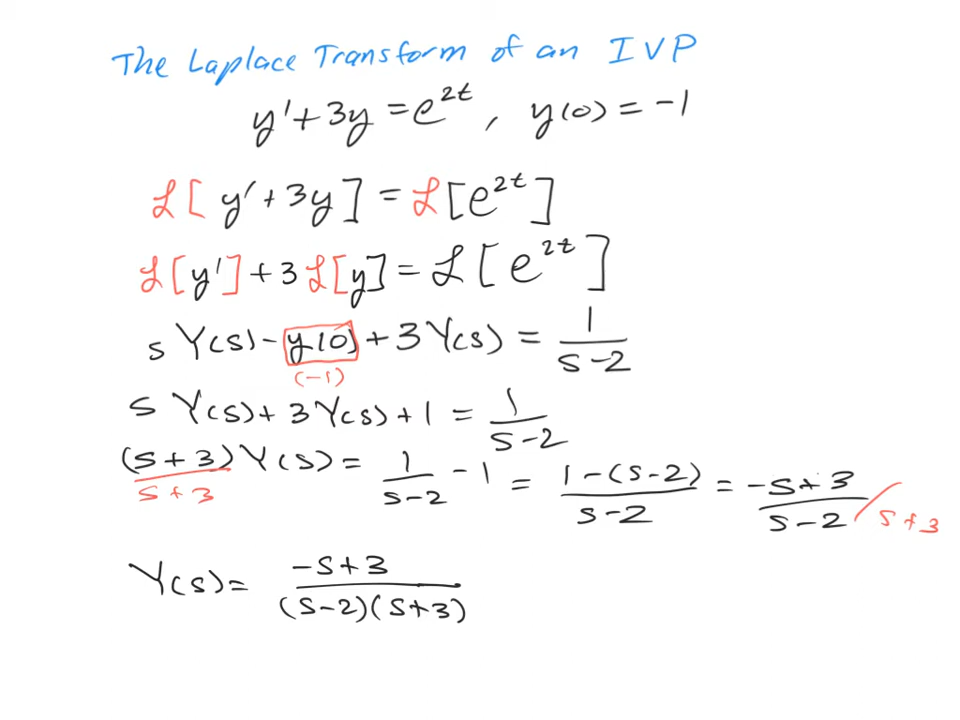 The Laplace Transform of an IVP
y' + 3y = e^{2t}, y(0) = -1
ℒ[y' + 3y] = ℒ[e^{2t}]
ℒ[y'] + 3ℒ[y] = ℒ[e^{2t}]
sY(s) - y(0) + 3Y(s) = 1/(s-2)
(-1)
sY(s) + 3Y(s) + 1 = 1/(s-2)
(s+3)Y(s) = 1/(s-2) - 1 = (1-(s-2))/(s-2) = (-s+3)/(s-2) / s+3
s+3
Y(s) = (-s+3)/((s-2)(s+3))